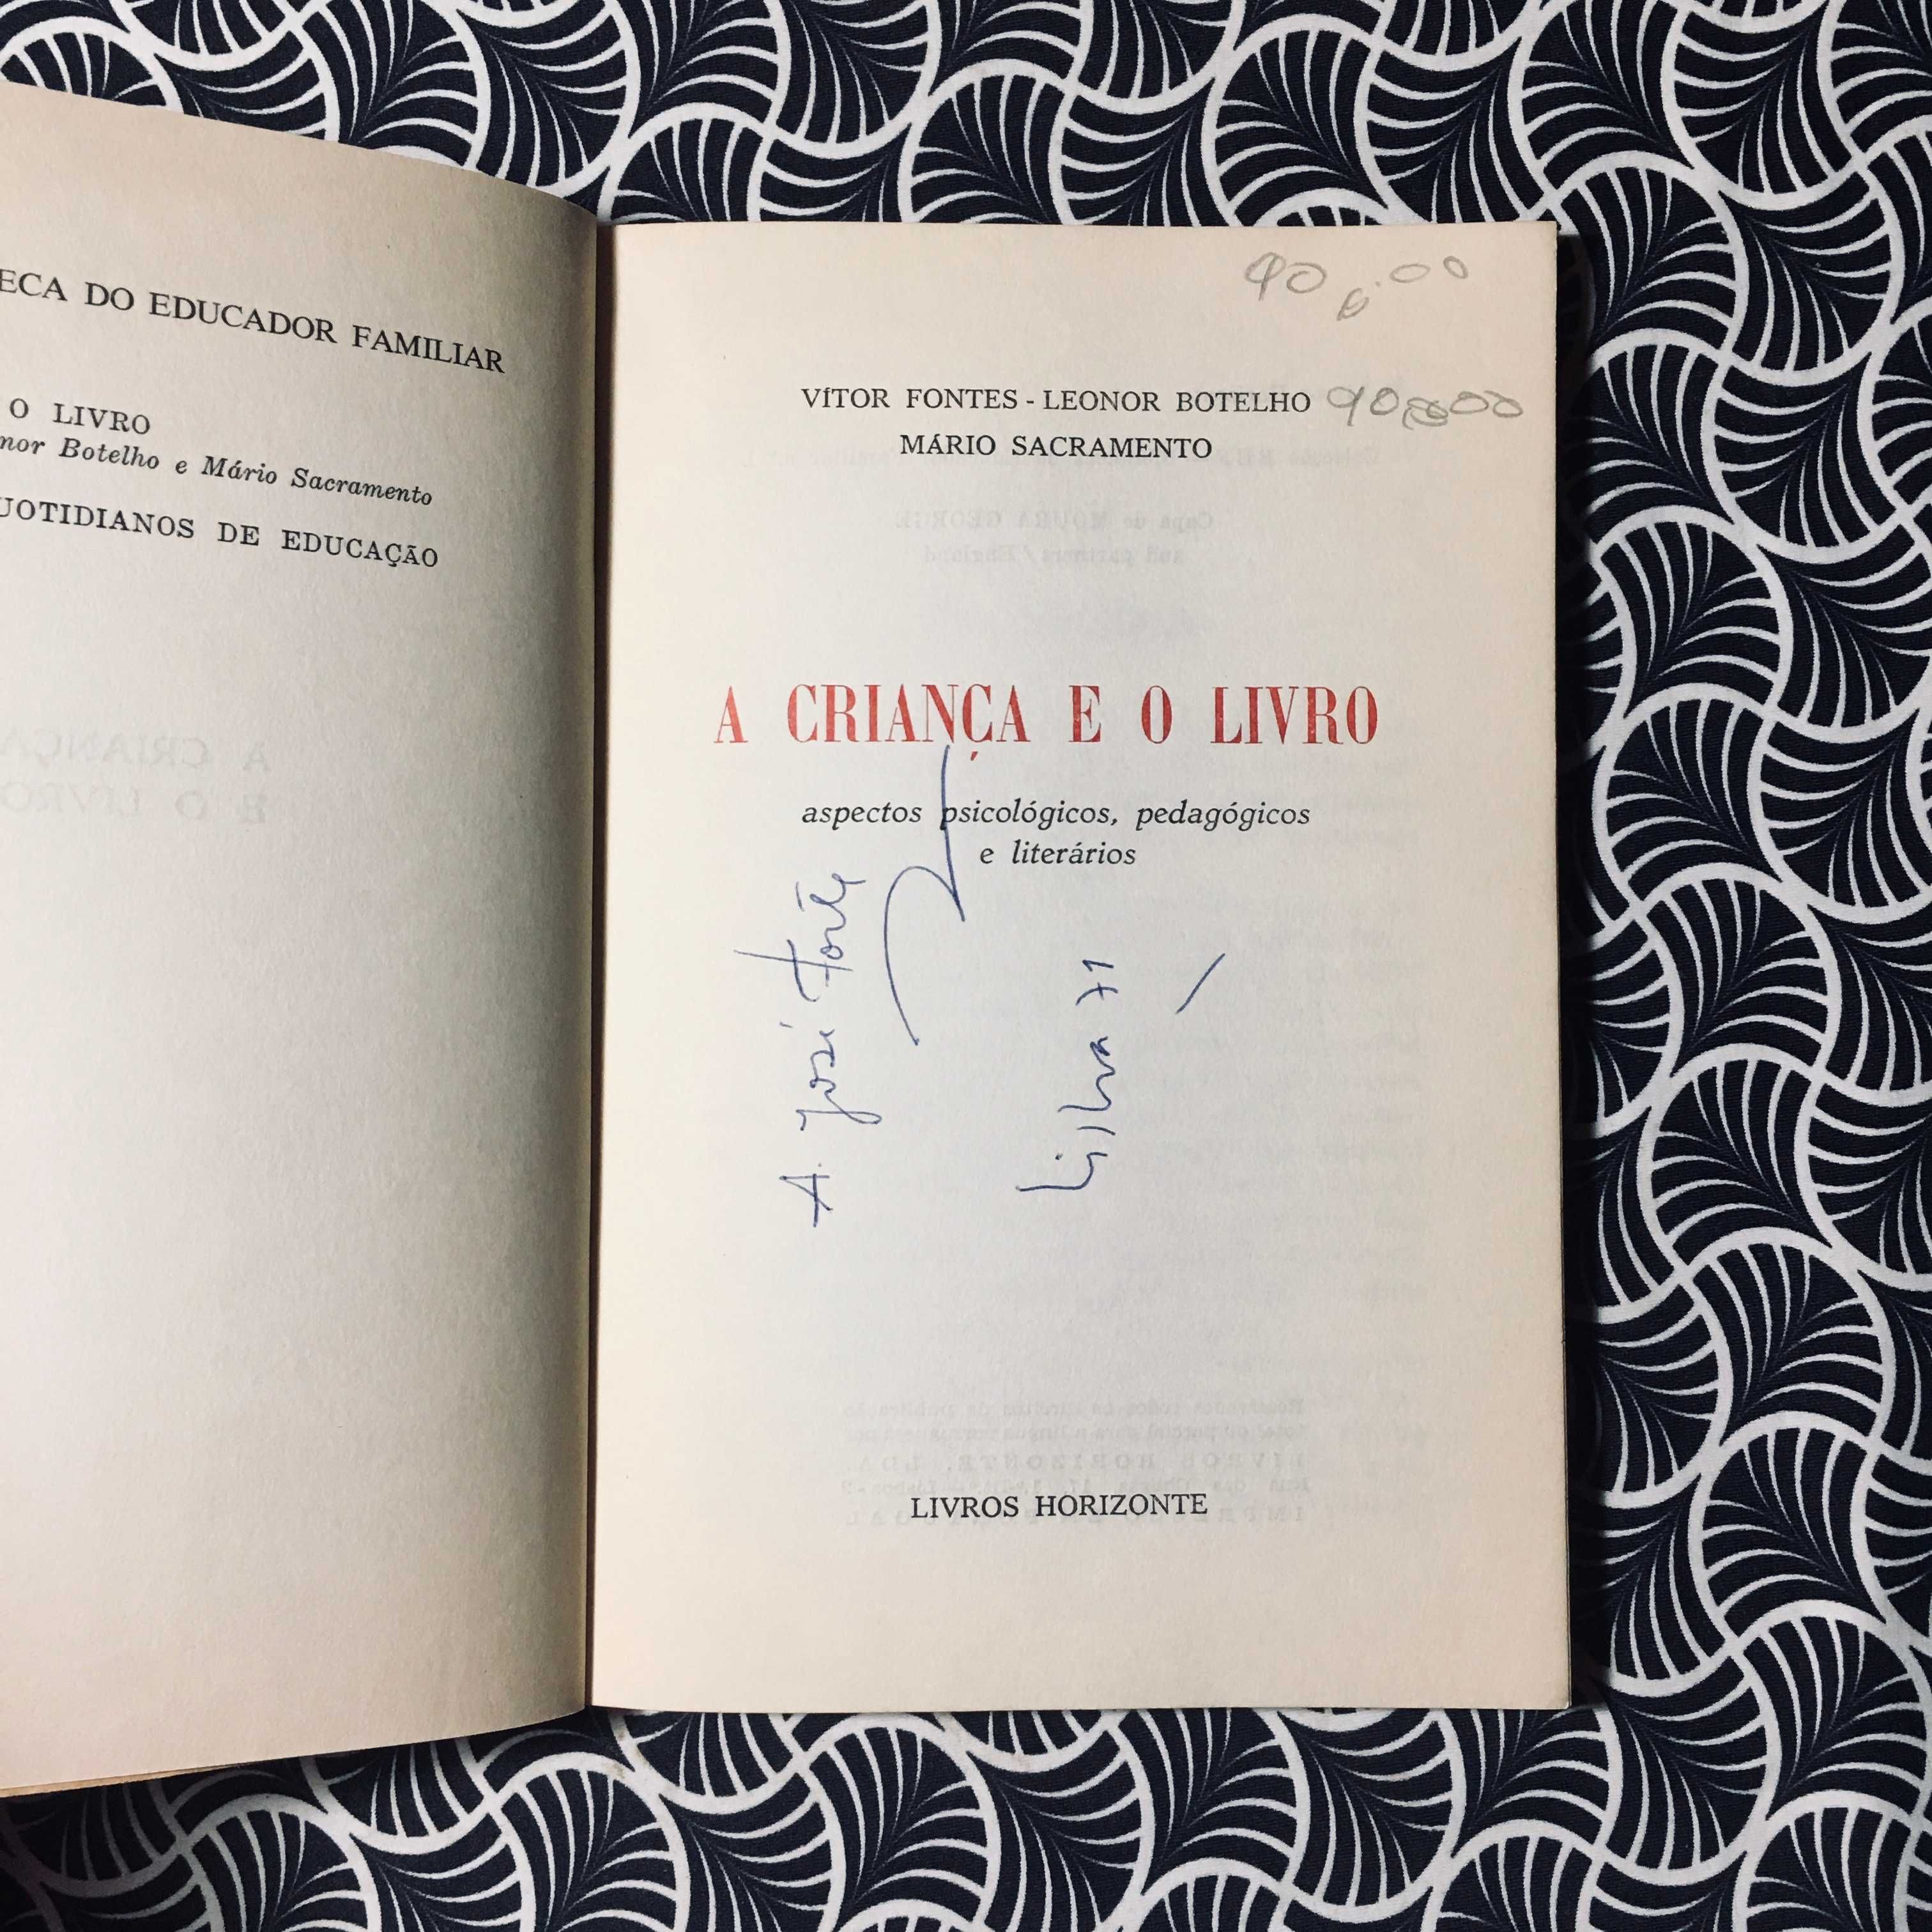 ECA DO EDUCADOR FAMILIAR
O LIVRO
nor Botelho e Mário Sacramento
UOTIDIANOS DE EDUCAÇÃO
90$00
VÍTOR FONTES - LEONOR BOTELHO 90$00
MÁRIO SACRAMENTO
A CRIANÇA E O LIVRO
aspectos psicológicos, pedagógicos
e literários
A. José Forte
Lisboa 71
LIVROS HORIZONTE